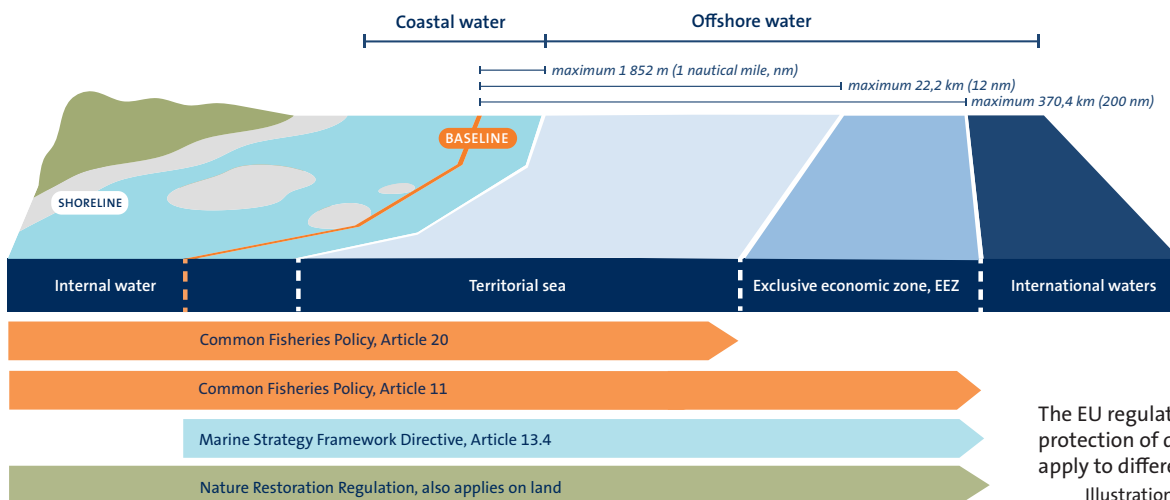 Coastal water
Offshore water
maximum 1 852 m (1 nautical mile, nm)
maximum 22,2 km (12 nm)
maximum 370,4 km (200 nm)
BASELINE
SHORELINE
Internal water
Territorial sea
Exclusive economic zone, EEZ
International waters
Common Fisheries Policy, Article 20
Common Fisheries Policy, Article 11
Marine Strategy Framework Directive, Article 13.4
Nature Restoration Regulation, also applies on land
The EU regulat
protection of
apply to differe
Illustration